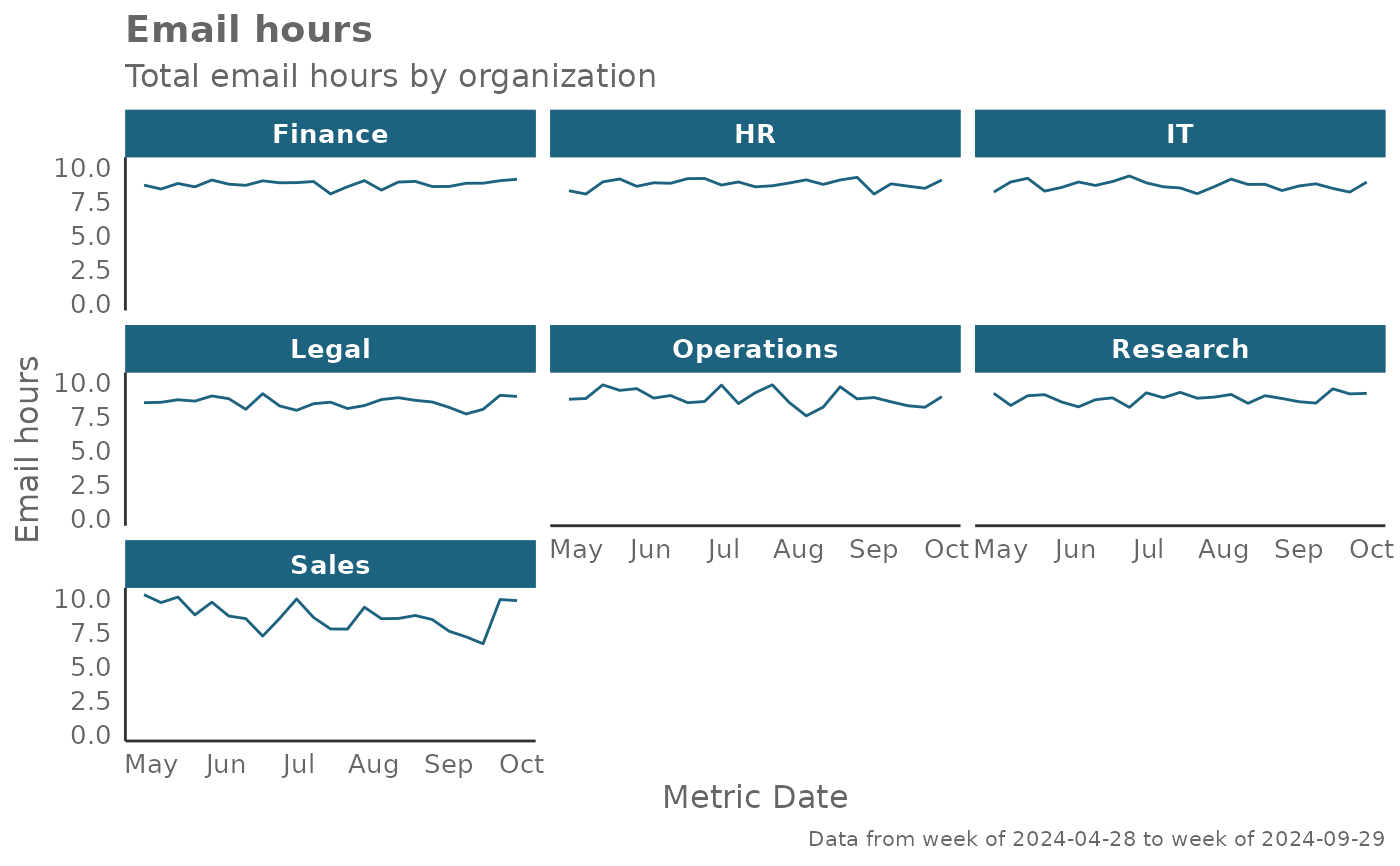 Email hours
Total email hours by organization
Finance HR IT
10.0
7.5
5.0
2.5
0.0
Legal Operations Research
10.0
7.5
5.0
2.5
0.0
Email hours
May Jun Jul Aug Sep Oct May Jun Jul Aug Sep Oct
Sales
10.0
7.5
5.0
2.5
0.0
May Jun Jul Aug Sep Oct
Metric Date
Data from week of 2024-04-28 to week of 2024-09-29